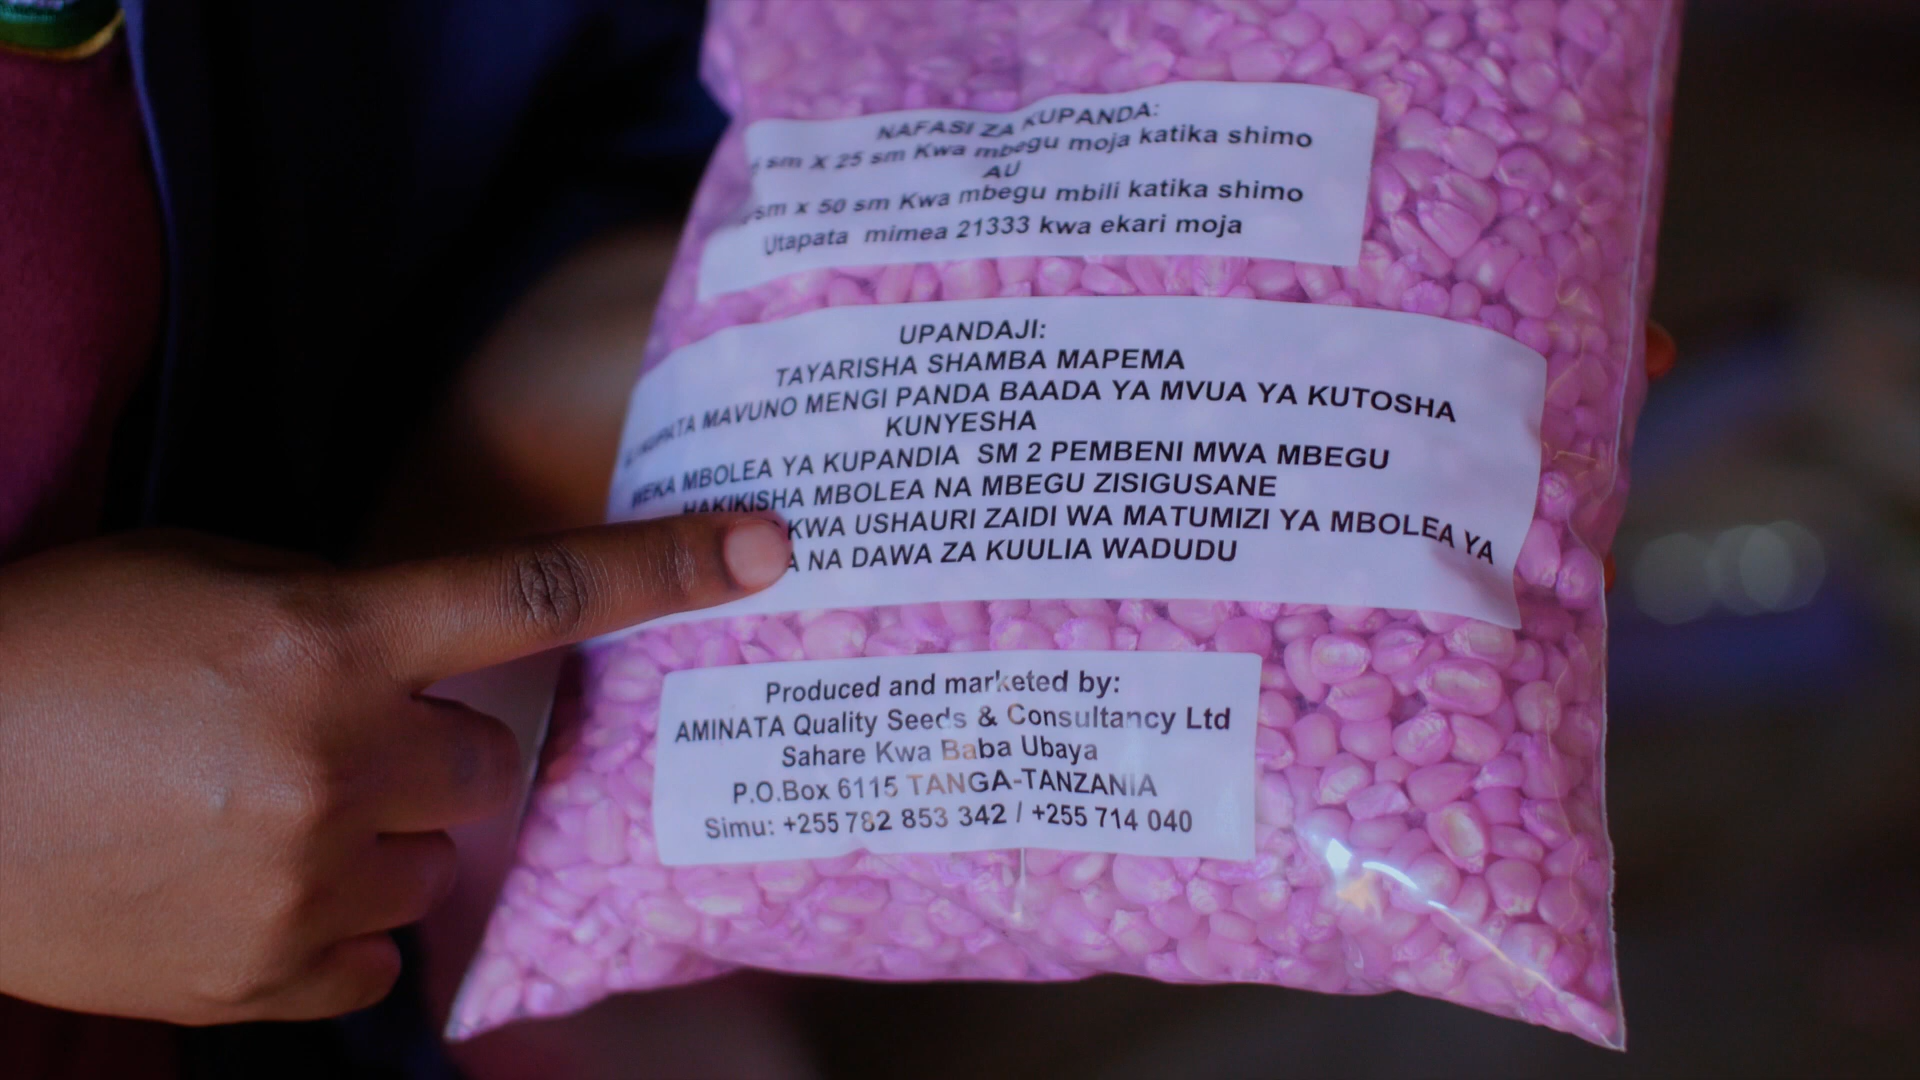 NAFASI ZA KUPANDA:
sm X 25 sm Kwa mbegu moja katika shimo
AU
sm x 50 sm Kwa mbegu mbili katika shimo
Utapata mimea 21333 kwa ekari moja
UPANDAJI:
TAYARISHA SHAMBA MAPEMA
MAVUNO MENGI PANDA BAADA YA MVUA YA KUTOSHA
KUNYESHA
WEKA MBOLEA YA KUPANDIA SM 2 PEMBENI MWA MBEGU
HAKIKISHA MBOLEA NA MBEGU ZISIGUSANE
KWA USHAURI ZAIDI WA MATUMIZI YA MBOLEA YA
NA DAWA ZA KUULIA WADUDU
Produced and marketed by:
AMINATA Quality Seeds & Consultancy Ltd
Sahare Kwa Baba Ubaya
P.O.Box 6115 TANGA-TANZANIA
Simu: +255 782 853 342 / +255 714 040